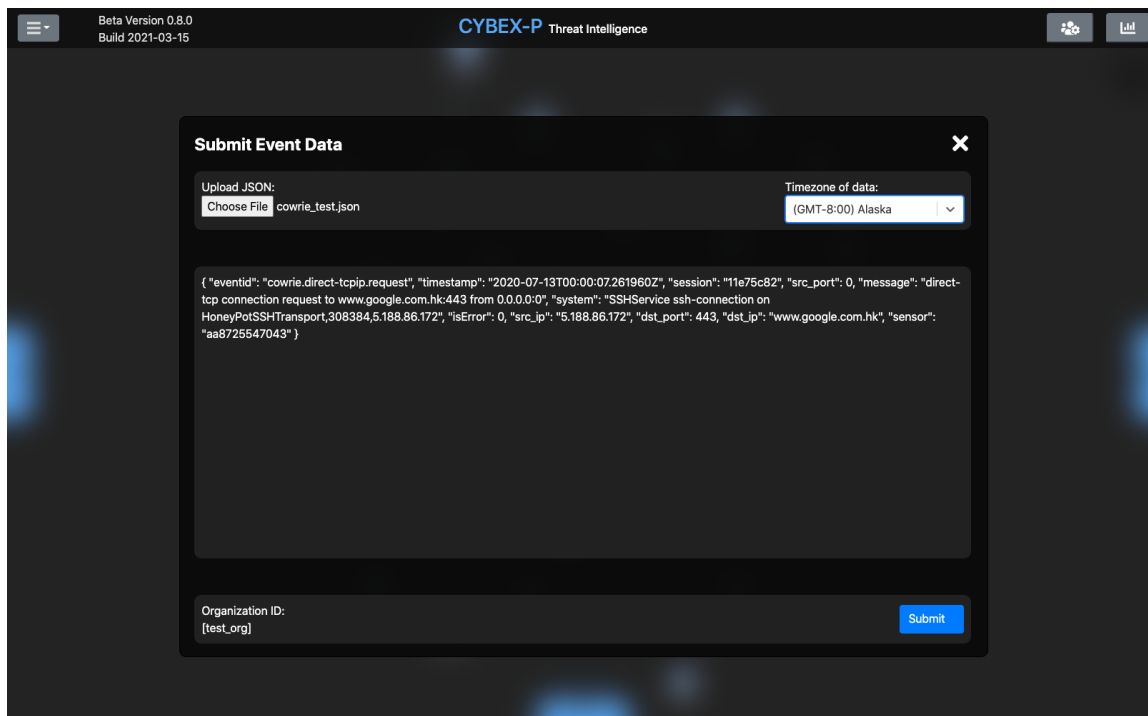 Beta Version 0.8.0
Build 2021-03-15
CYBEX-P Threat Intelligence
Submit Event Data
Upload JSON:
Choose File cowrie_test.json
Timezone of data:
(GMT-8:00) Alaska
{ "eventid": "cowrie.direct-tcpip.request", "timestamp": "2020-07-13T00:00:07.261960Z", "session": "11e75c82", "src_port": 0, "message": "direct-
tcp connection request to www.google.com.hk:443 from 0.0.0.0:0", "system": "SSHService ssh-connection on
HoneyPotSSHTransport,308384,5.188.86.172", "isError": 0, "src_ip": "5.188.86.172", "dst_port": 443, "dst_ip": "www.google.com.hk", "sensor":
"aa8725547043" }
Organization ID:
[test_org]
Submit